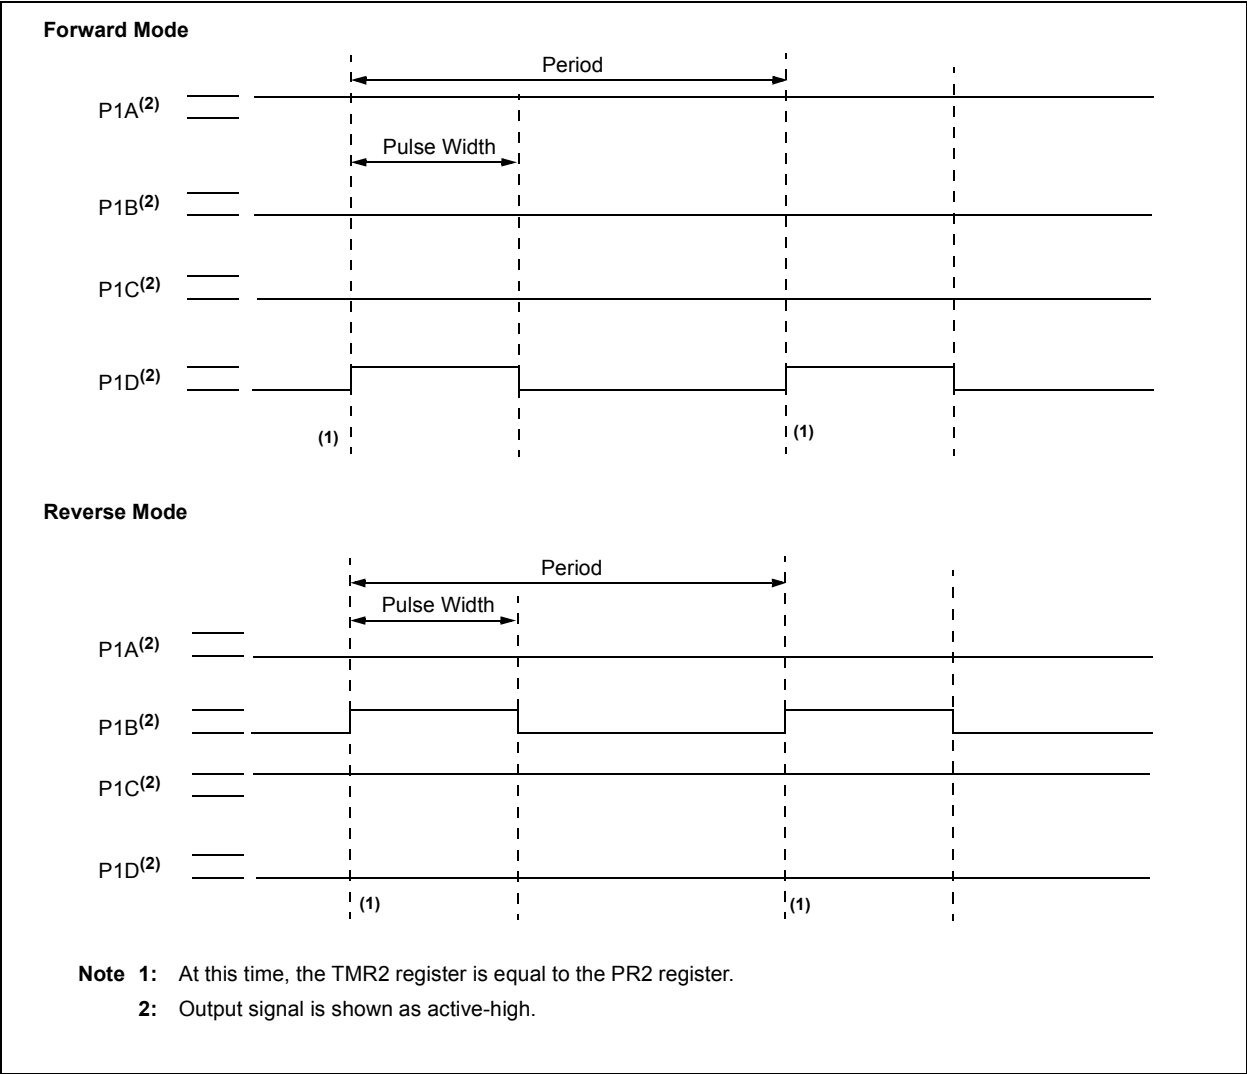 Forward Mode
Period
P1A(2)
Pulse Width
P1B(2)
P1C(2)
P1D(2)
(1)
(1)
Reverse Mode
Period
Pulse Width
P1A(2)
P1B(2)
P1C(2)
P1D(2)
(1)
(1)
Note 1: At this time, the TMR2 register is equal to the PR2 register.
2: Output signal is shown as active-high.